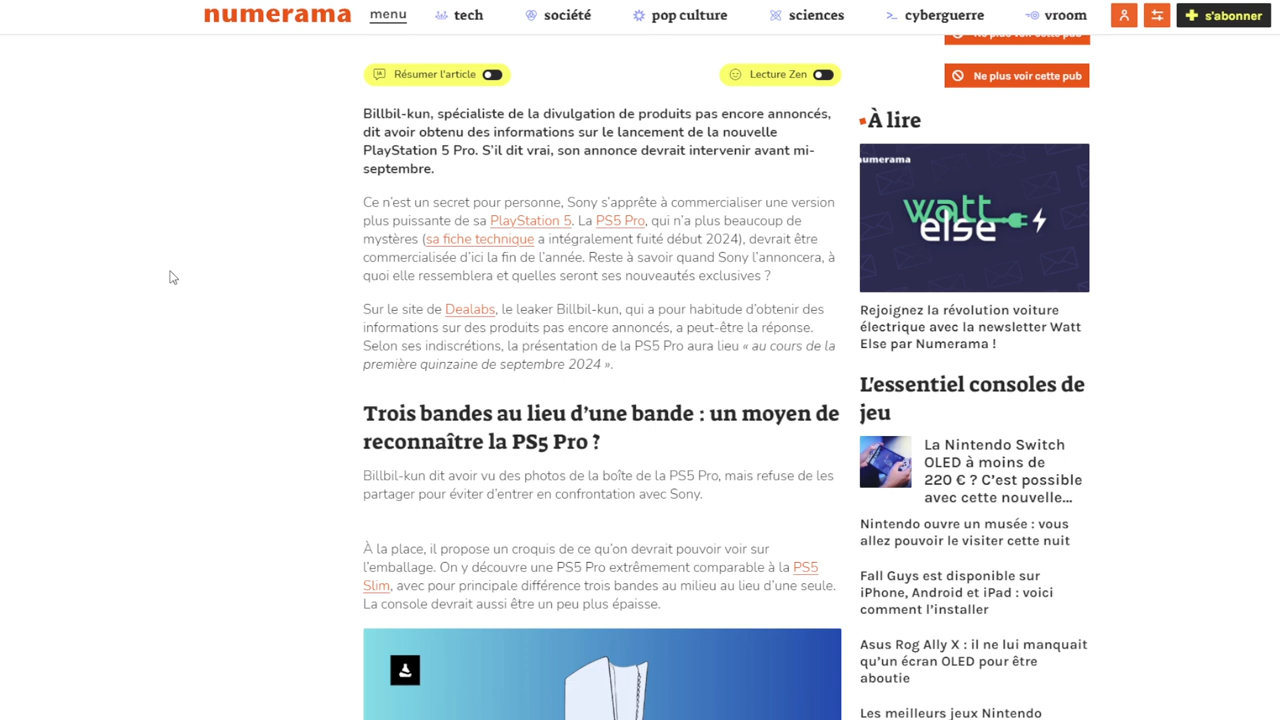 numerama
menu
tech
société
pop culture
sciences
cyberguerre
vroom
s'abonner
Ne plus voir cette pub
Résumer l'article
Lecture Zen
Ne plus voir cette pub
Billbil-kun, spécialiste de la divulgation de produits pas encore annoncés,
dit avoir obtenu des informations sur le lancement de la nouvelle
PlayStation 5 Pro. S'il dit vrai, son annonce devrait intervenir avant mi-
septembre.
Ce n'est un secret pour personne, Sony s'apprête à commercialiser une version
plus puissante de sa PlayStation 5. La PS5 Pro, qui n'a plus beaucoup de
mystères (sa fiche technique a intégralement fuité début 2024), devrait être
commercialisée d'ici la fin de l'année. Reste à savoir quand Sony l'annoncera, à
quoi elle ressemblera et quelles seront ses nouveautés exclusives ?
Sur le site de Dealabs, le leaker Billbil-kun, qui a pour habitude d'obtenir des
informations sur des produits pas encore annoncés, a peut-être la réponse.
Selon ses indiscrétions, la présentation de la PS5 Pro aura lieu « au cours de la
première quinzaine de septembre 2024 ».
Trois bandes au lieu d'une bande : un moyen de
reconnaître la PS5 Pro ?
Billbil-kun dit avoir vu des photos de la boîte de la PS5 Pro, mais refuse de les
partager pour éviter d'entrer en confrontation avec Sony.
À la place, il propose un croquis de ce qu'on devrait pouvoir voir sur
l'emballage. On y découvre une PS5 Pro extrêmement comparable à la PS5
Slim, avec pour principale différence trois bandes au milieu au lieu d'une seule.
La console devrait aussi être un peu plus épaisse.
À lire
numerama
watt
else
Rejoignez la révolution voiture
électrique avec la newsletter Watt
Else par Numerama !
L'essentiel consoles de
jeu
La Nintendo Switch
OLED à moins de
220 € ? C'est possible
avec cette nouvelle...
Nintendo ouvre un musée : vous
allez pouvoir le visiter cette nuit
Fall Guys est disponible sur
iPhone, Android et iPad : voici
comment l'installer
Asus Rog Ally X : il ne lui manquait
qu'un écran OLED pour être
aboutie
Les meilleurs jeux Nintendo